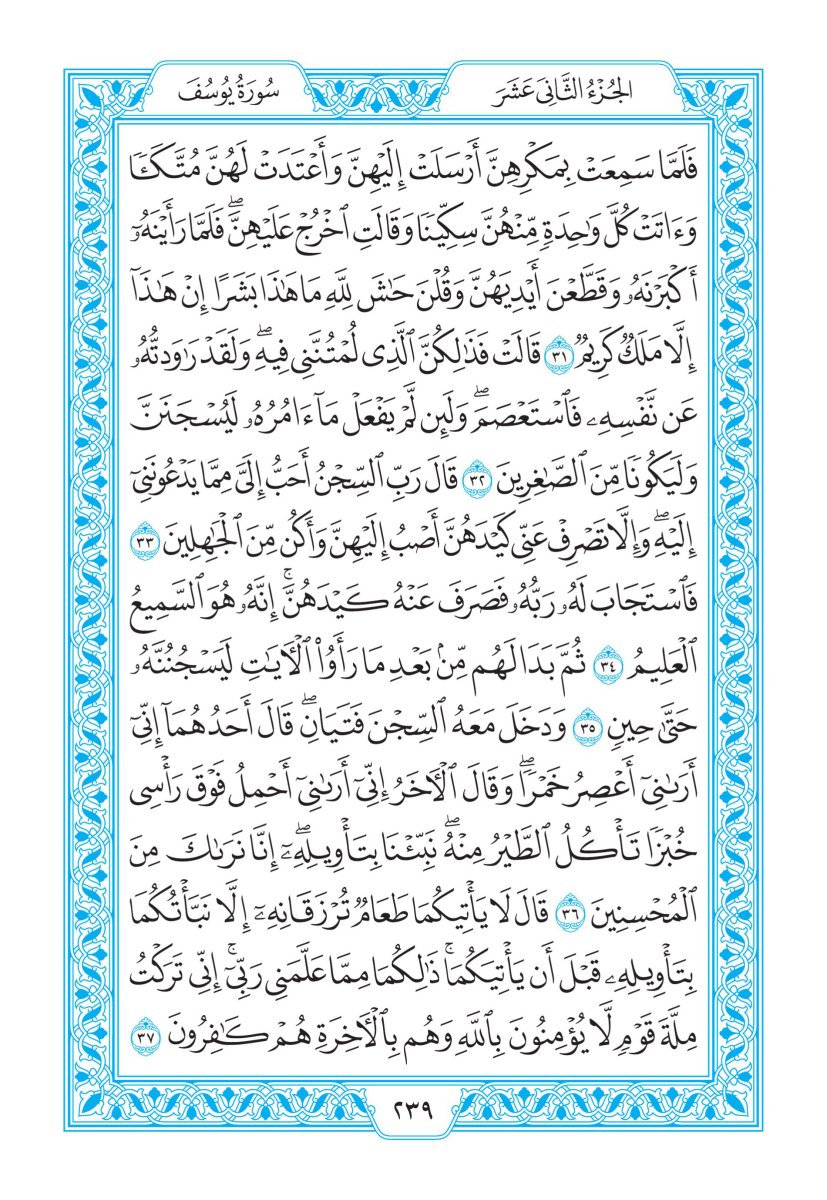 الجُزْءُ الثَّانِيَ عَشَرَ
سُورَةُ يُوسُفَ
فَلَمَّا سَمِعَتْ بِمَكْرِهِنَّ أَرْسَلَتْ إِلَيْهِنَّ وَأَعْتَدَتْ لَهُنَّ مُتَّكَـٔٗا
وَءَاتَتْ كُلَّ وَٰحِدَةٖ مِّنْهُنَّ سِكِّينٗا وَقَالَتِ ٱخْرُجْ عَلَيْهِنَّۖ فَلَمَّا رَأَيْنَهُۥٓ
أَكْبَرْنَهُۥ وَقَطَّعْنَ أَيْدِيَهُنَّ وَقُلْنَ حَٰشَ لِلَّهِ مَا هَٰذَا بَشَرًا إِنْ هَٰذَآ
إِلَّا مَلَكٞ كَرِيمٞ ٣١ قَالَتْ فَذَٰلِكُنَّ ٱلَّذِي لُمْتُنَّنِي فِيهِۖ وَلَقَدْ رَٰوَدتُّهُۥ
عَن نَّفْسِهِۦ فَٱسْتَعْصَمَۖ وَلَئِن لَّمْ يَفْعَلْ مَآ ءَامُرُهُۥ لَيُسْجَنَنَّ
وَلَيَكُونٗا مِّنَ ٱلصَّٰغِرِينَ ٣٢ قَالَ رَبِّ ٱلسِّجْنُ أَحَبُّ إِلَيَّ مِمَّا يَدْعُونَنِيٓ
إِلَيْهِۖ وَإِلَّا تَصْرِفْ عَنِّي كَيْدَهُنَّ أَصْبُ إِلَيْهِنَّ وَأَكُن مِّنَ ٱلْجَٰهِلِينَ ٣٣
فَٱسْتَجَابَ لَهُۥ رَبُّهُۥ فَصَرَفَ عَنْهُ كَيْدَهُنَّۚ إِنَّهُۥ هُوَ ٱلسَّمِيعُ
ٱلْعَلِيمُ ٣٤ ثُمَّ بَدَا لَهُم مِّنۢ بَعْدِ مَا رَأَوُاْ ٱلْأٓيَٰتِ لَيَسْجُنُنَّهُۥ
حَتَّىٰ حِينٖ ٣٥ وَدَخَلَ مَعَهُ ٱلسِّجْنَ فَتَيَانِۖ قَالَ أَحَدُهُمَآ إِنِّيٓ
أَرَىٰنِيٓ أَعْصِرُ خَمْرٗاۖ وَقَالَ ٱلْأٓخَرُ إِنِّيٓ أَرَىٰنِيٓ أَحْمِلُ فَوْقَ رَأْسِي
خُبْزٗا تَأْكُلُ ٱلطَّيْرُ مِنْهُۖ نَبِّئْنَا بِتَأْوِيلِهِۦٓۖ إِنَّا نَرَىٰكَ مِنَ
ٱلْمُحْسِنِينَ ٣٦ قَالَ لَا يَأْتِيكُمَا طَعَامٞ تُرْزَقَانِهِۦٓ إِلَّا نَبَّأْتُكُمَا
بِتَأْوِيلِهِۦ قَبْلَ أَن يَأْتِيَكُمَاۚ ذَٰلِكُمَا مِمَّا عَلَّمَنِي رَبِّيٓۚ إِنِّي تَرَكْتُ
مِلَّةَ قَوْمٖ لَّا يُؤْمِنُونَ بِٱللَّهِ وَهُم بِٱلْأٓخِرَةِ هُمْ كَٰفِرُونَ ٣٧
٢٣٩